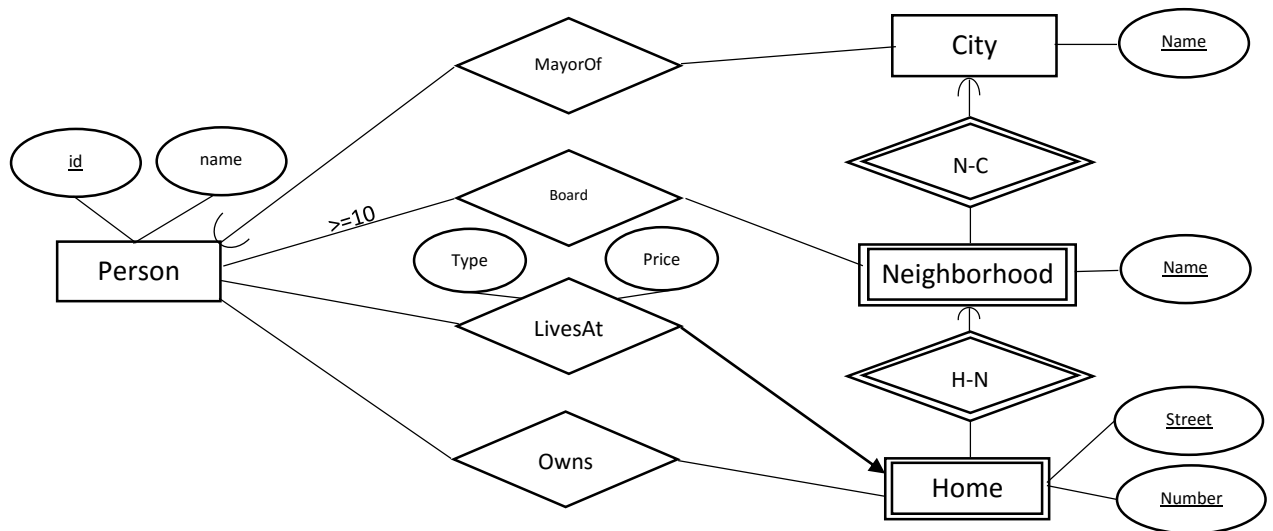 City
Name
MayorOf
id
name
N-C
Board
>=10
Person
Type
Price
Neighborhood
Name
LivesAt
H-N
Street
Owns
Home
Number